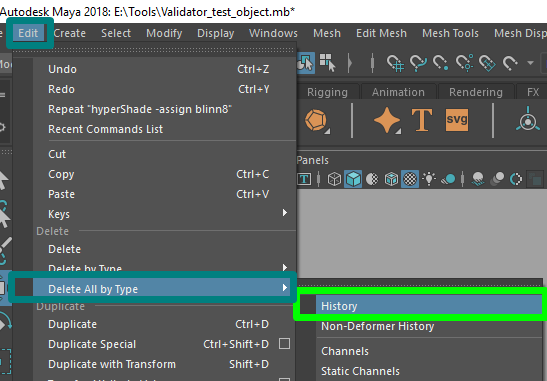 Autodesk Maya 2018: E:\Tools\Validator_test_object.mb*
Edit Create Select Modify Display Windows Mesh Edit Mesh Mesh Tools Mesh Disp
Rigging Animation Rendering FX
T SVG
Panels
Undo Ctrl+Z
Redo Ctrl+Y
Repeat "hyperShade -assign blinn8"
Recent Commands List
Cut
Copy Ctrl+C
Paste Ctrl+V
Keys
Delete
Delete
Delete by Type
Delete All by Type
History
Duplicate
Duplicate Ctrl+D
Non-Deformer History
Duplicate Special Ctrl+Shift+D
Channels
Duplicate with Transform Shift+D
Static Channels